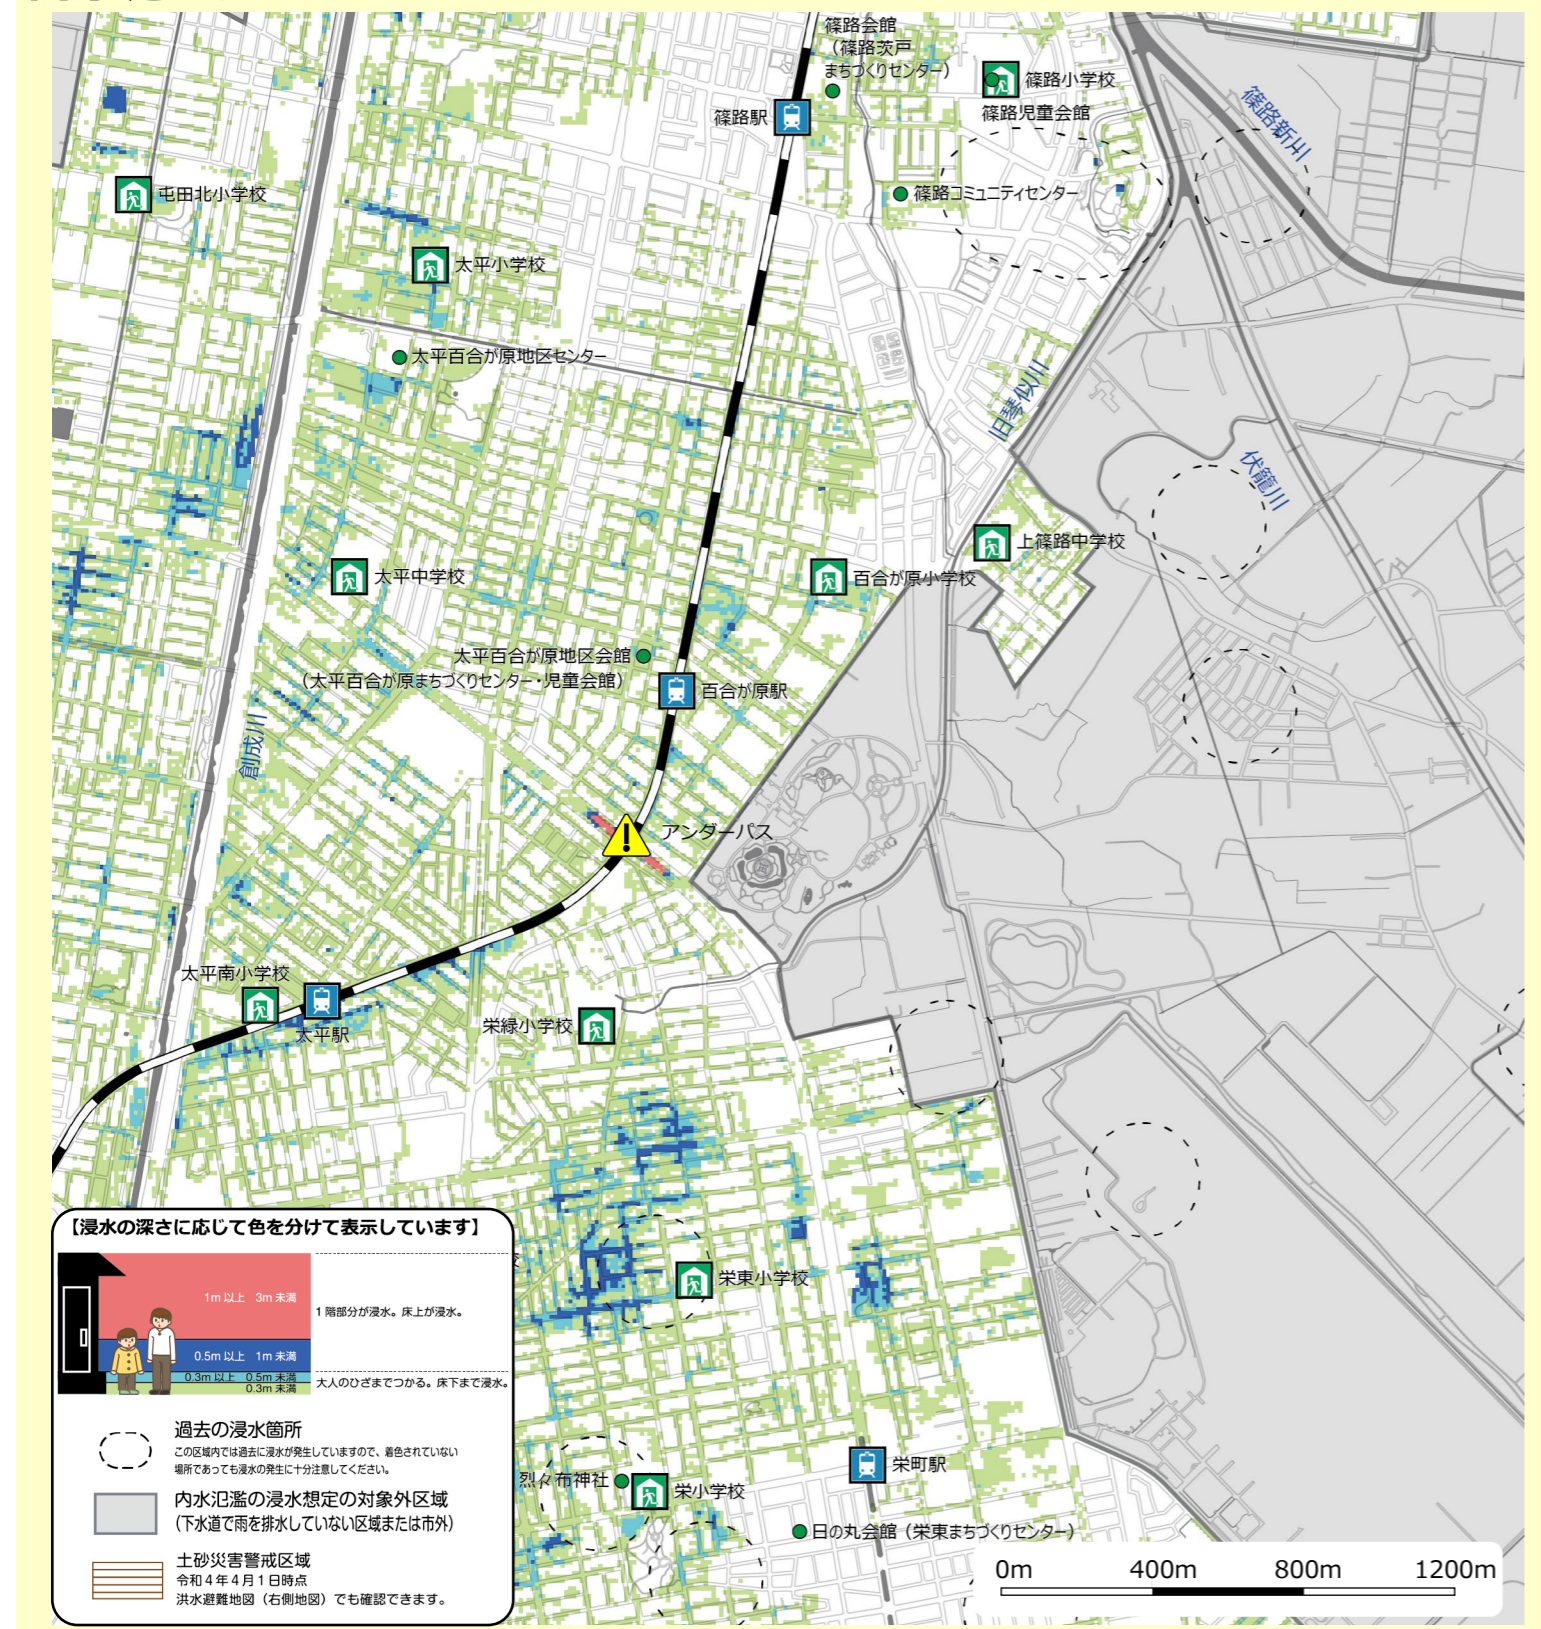 篠路会館
（篠路茨戸
まちづくりセンター）
篠路小学校
篠路児童会館
篠路駅
篠路新川
屯田北小学校
篠路コミュニティセンター
太平小学校
太平百合が原地区センター
旧琴似川
伏籠川
上篠路中学校
太平中学校
百合が原小学校
太平百合が原地区会館
（太平百合が原まちづくりセンター・児童会館）
百合が原駅
創成川
アンダーパス
太平南小学校
太平駅
栄緑小学校
栄東小学校
烈々布神社
栄小学校
栄町駅
日の丸会館（栄東まちづくりセンター）
【浸水の深さに応じて色を分けて表示しています】
1m 以上　3m 未満
1 階部分が浸水。床上が浸水。
0.5m 以上　1m 未満
0.3m 以上　0.5m 未満
0.3m 未満
大人のひざまでつかる。床下まで浸水。
過去の浸水箇所
この区域内では過去に浸水が発生していますので、着色されていない
場所であっても浸水の発生に十分注意してください。
内水氾濫の浸水想定の対象外区域
（下水道で雨を排水していない区域または市外）
土砂災害警戒区域
令和４年４月１日時点
洪水避難地図（右側地図）でも確認できます。
0m 400m 800m 1200m